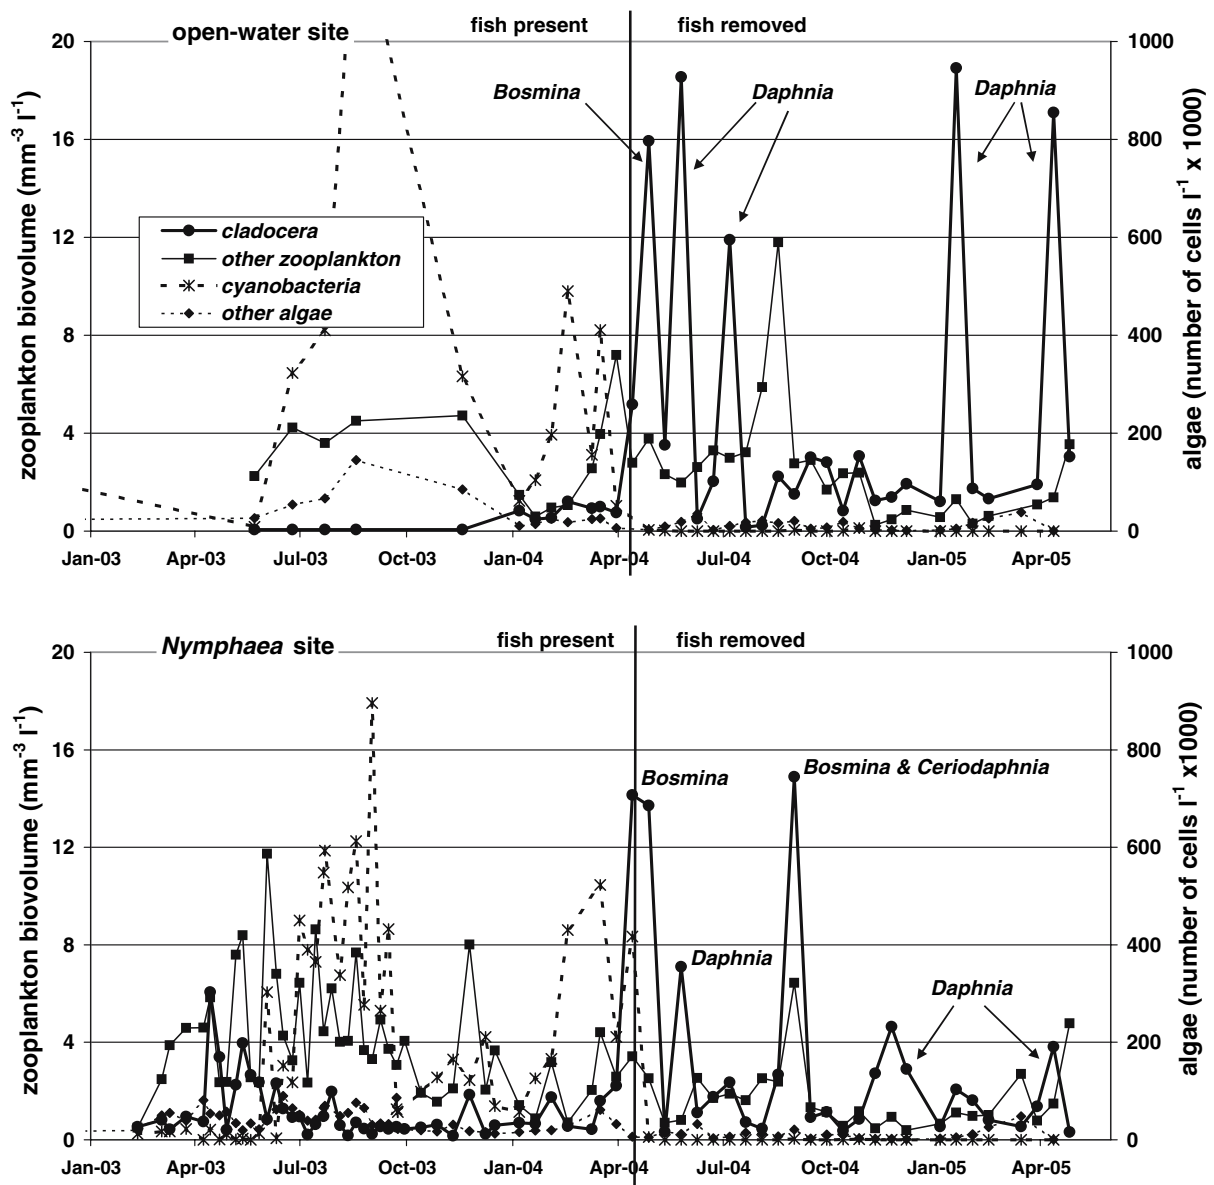 open-water site
fish present
fish removed
20
16
12
8
4
0
zooplankton biovolume (mm⁻³ l⁻¹)
1000
800
600
400
200
0
algae (number of cells l⁻¹ x 1000)
Bosmina
Daphnia
Daphnia
cladocera
other zooplankton
cyanobacteria
other algae
Jan-03 Apr-03 Jul-03 Oct-03 Jan-04 Apr-04 Jul-04 Oct-04 Jan-05 Apr-05
Nymphaea site
fish present
fish removed
20
16
12
8
4
0
zooplankton biovolume (mm⁻³ l⁻¹)
1000
800
600
400
200
0
algae (number of cells l⁻¹ x1000)
Bosmina
Bosmina & Ceriodaphnia
Daphnia
Daphnia
Jan-03 Apr-03 Jul-03 Oct-03 Jan-04 Apr-04 Jul-04 Oct-04 Jan-05 Apr-05